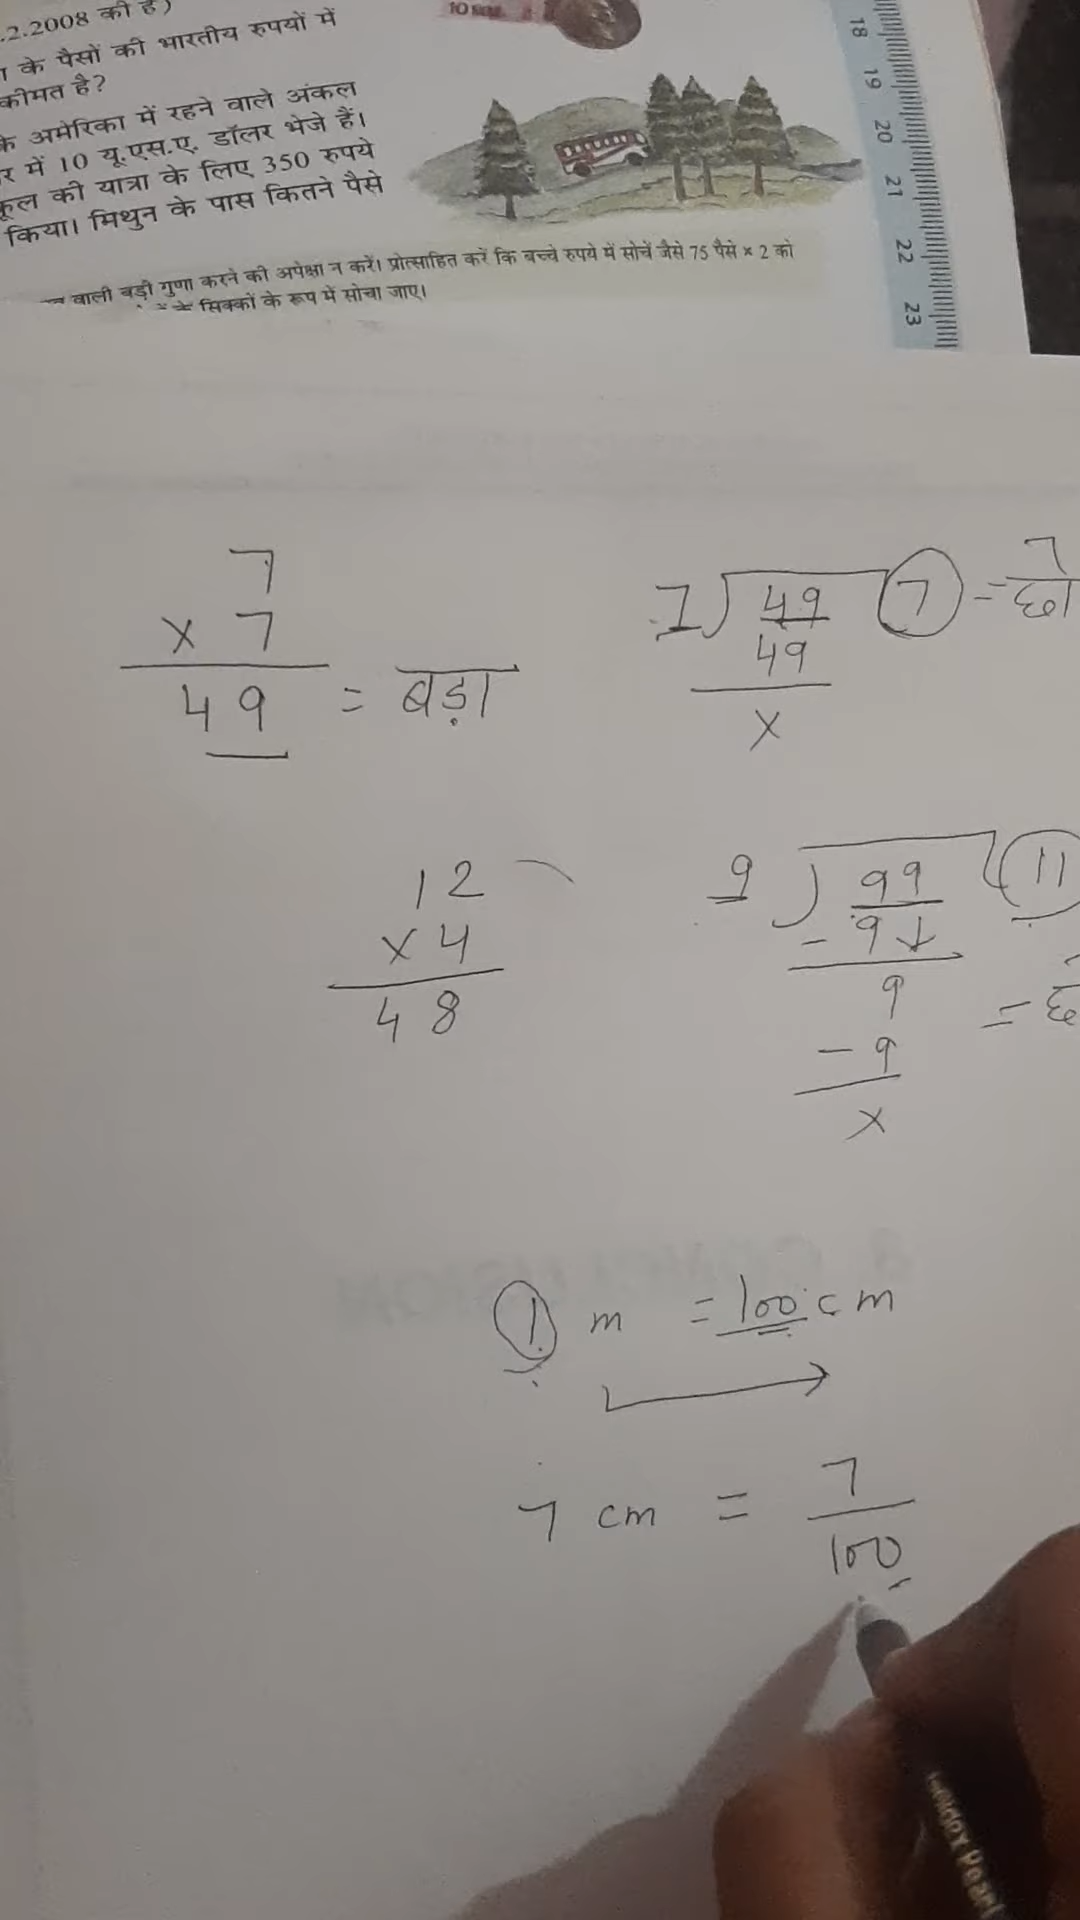 .2.2008 की है)
के पैसों की भारतीय रुपयों में
कीमत है?
के अमेरिका में रहने वाले अंकल
र में 10 यू.एस.ए. डॉलर भेजे हैं।
कूल की यात्रा के लिए 350 रुपये
किया। मिथुन के पास कितने पैसे
वाली बड़ी गुणा करने की अपेक्षा न करें। प्रोत्साहित करें कि बच्चे रुपये में सोचें जैसे 75 पैसे × 2 को
के सिक्कों के रूप में सोचा जाए।
18
19
20
21
22
23
7
× 7
49 = बड़ा
7 ) 49 ( 7 = छो
49
×
12
× 4
48
9 ) 99 ( 11
- 9 ↓
9
- 9
×
= छ
1 m = 100 cm
7 cm = 7
100